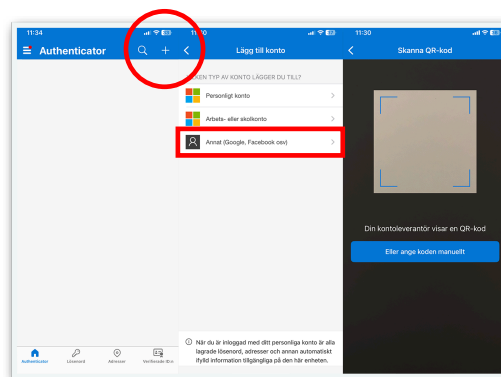 11:34
Authenticator
Lägg till konto
TYP AV KONTO LÄGGER DU TILL?
Personligt konto
Arbets- eller skolkonto
Annat (Google, Facebook osv)
När du är inloggad med ditt personliga konto är alla
lagrade lösenord, adresser och annan automatiskt
ifylld information tillgängliga på den här enheten.
Authenticator
Lösenord
Adresser
Verifierade ID:n
11:30
Skanna QR-kod
Din kontoleverantör visar en QR-kod
Eller ange koden manuellt